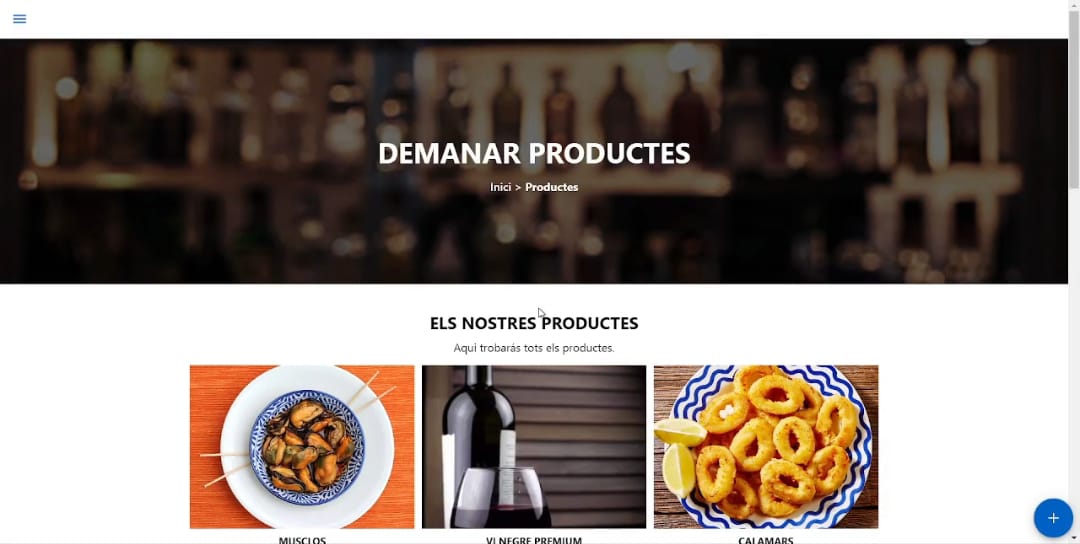 DEMANAR PRODUCTES
Inici > Productes
ELS NOSTRES PRODUCTES
Aquí trobarás tots els productes.
MUSCLOS
VI NEGRE PREMIUM
CALAMARS